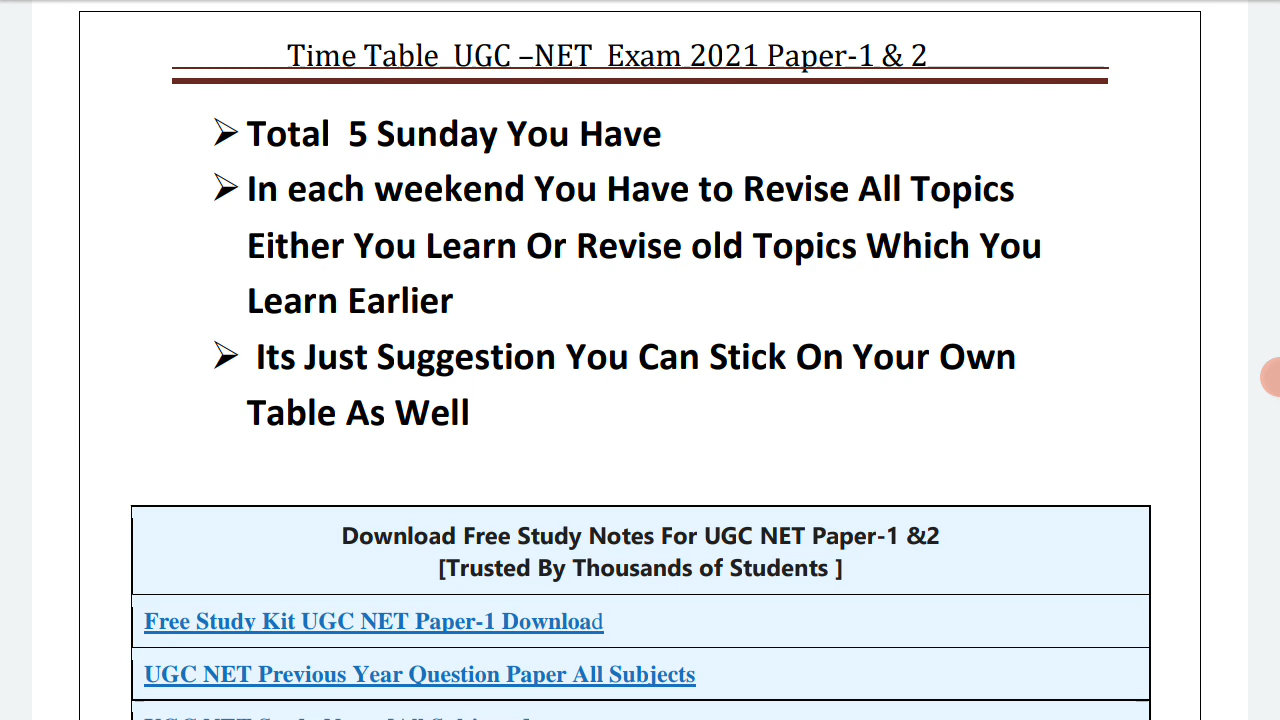 Time Table UGC –NET Exam 2021 Paper-1 & 2
➢ Total 5 Sunday You Have
➢ In each weekend You Have to Revise All Topics
Either You Learn Or Revise old Topics Which You
Learn Earlier
➢ Its Just Suggestion You Can Stick On Your Own
Table As Well
Download Free Study Notes For UGC NET Paper-1 &2
[Trusted By Thousands of Students ]
Free Study Kit UGC NET Paper-1 Download
UGC NET Previous Year Question Paper All Subjects